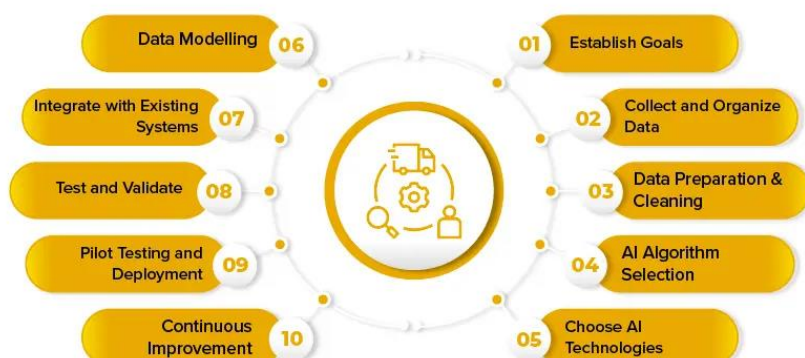 01
Establish Goals
02
Collect and Organize
Data
03
Data Preparation &
Cleaning
04
AI Algorithm
Selection
05
Choose AI
Technologies
06
Data Modelling
07
Integrate with Existing
Systems
08
Test and Validate
09
Pilot Testing and
Deployment
10
Continuous
Improvement